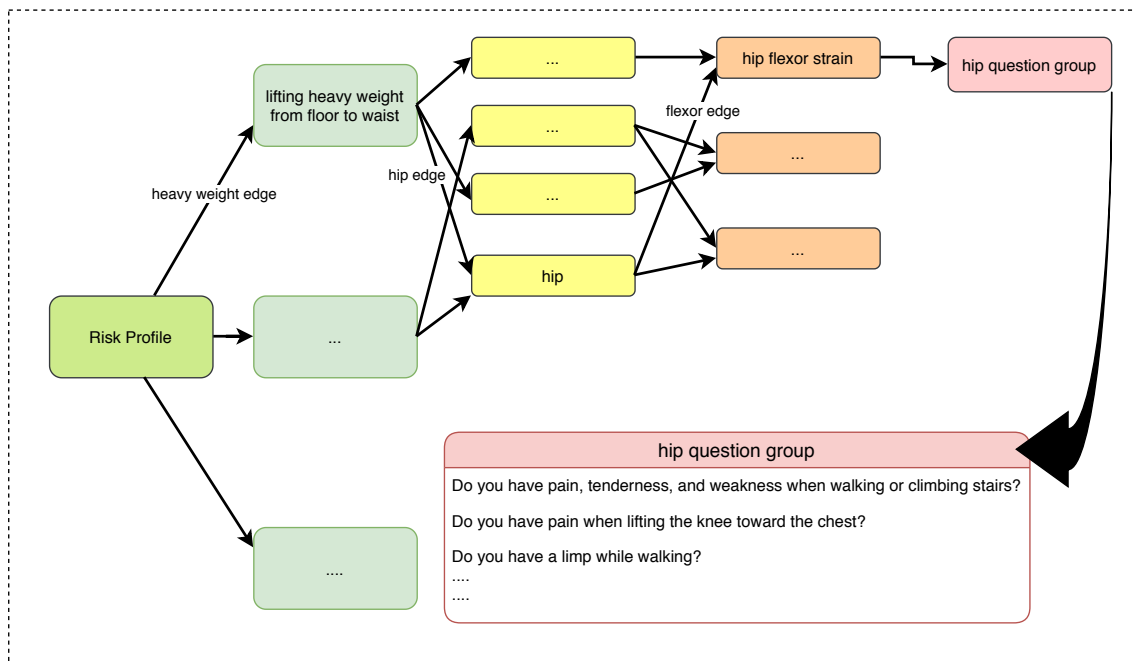 lifting heavy weight
from floor to waist
...
hip flexor strain
hip question group
...
flexor edge
...
hip edge
...
heavy weight edge
...
hip
Risk Profile
...
hip question group
Do you have pain, tenderness, and weakness when walking or climbing stairs?
Do you have pain when lifting the knee toward the chest?
Do you have a limp while walking?
....
....
....